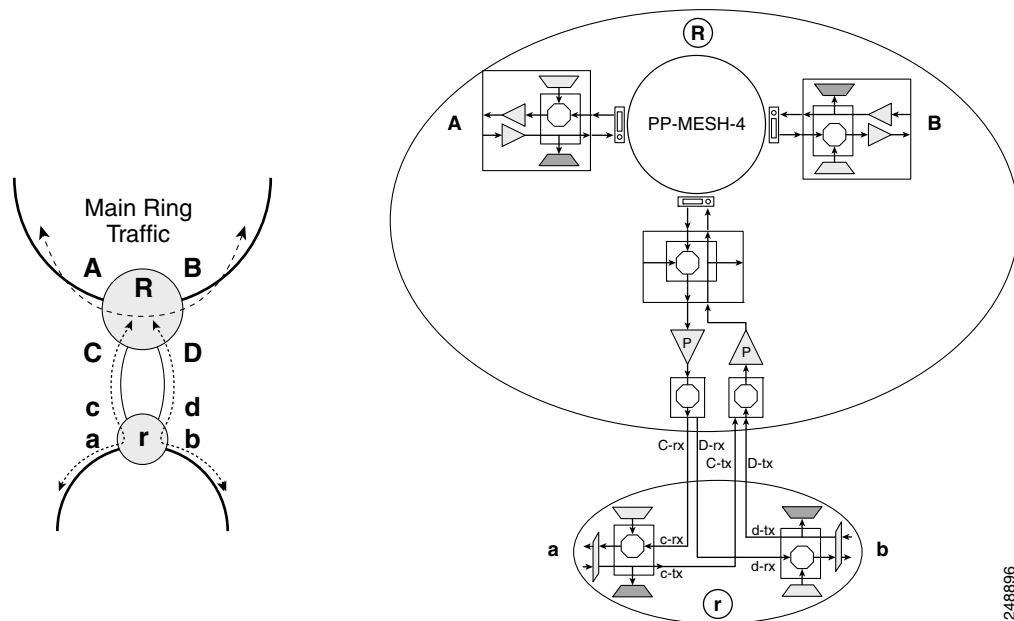 Main Ring
Traffic
A
B
R
C
D
c
d
a
r
b
R
A
PP-MESH-4
B
P
P
C-rx
D-rx
C-tx
D-tx
a
c-rx
c-tx
d-tx
d-rx
b
r
248896